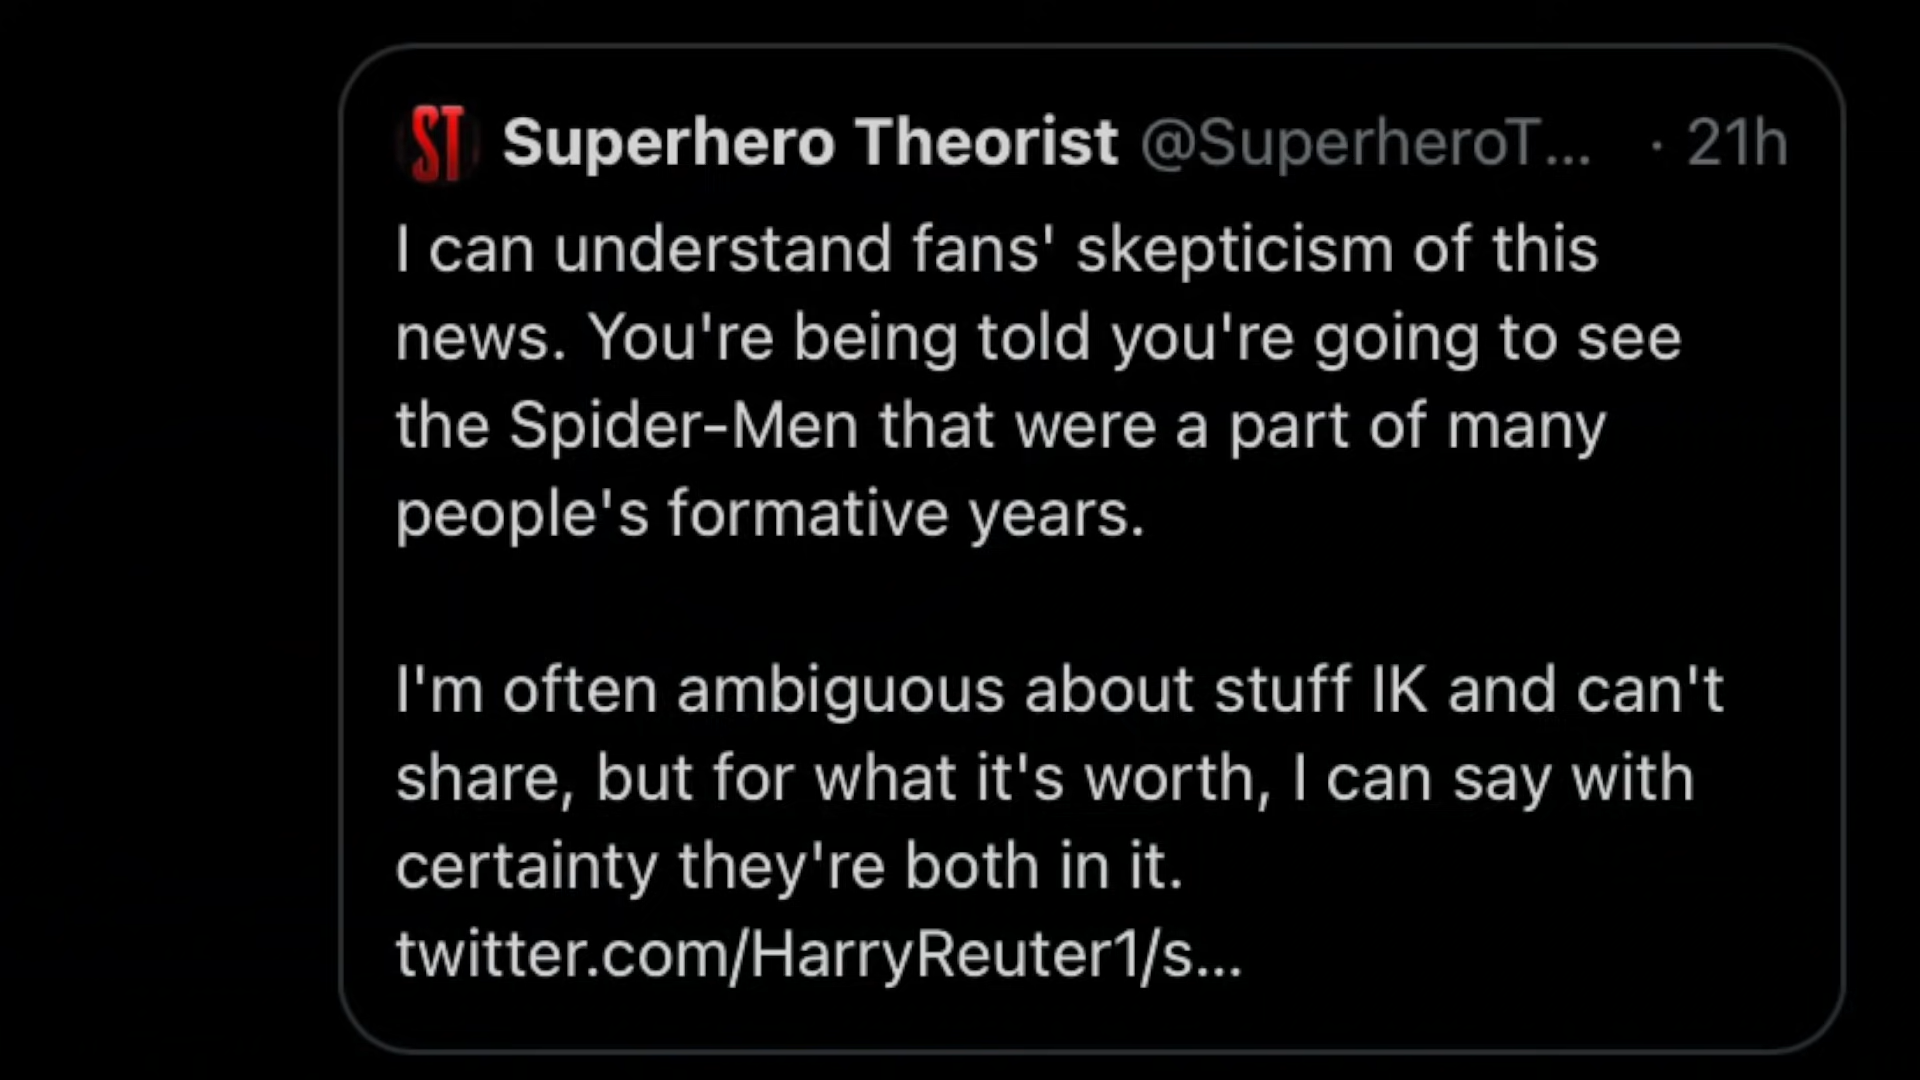 ST Superhero Theorist @SuperheroT... · 21h
I can understand fans' skepticism of this
news. You're being told you're going to see
the Spider-Men that were a part of many
people's formative years.
I'm often ambiguous about stuff IK and can't
share, but for what it's worth, I can say with
certainty they're both in it.
twitter.com/HarryReuter1/s...